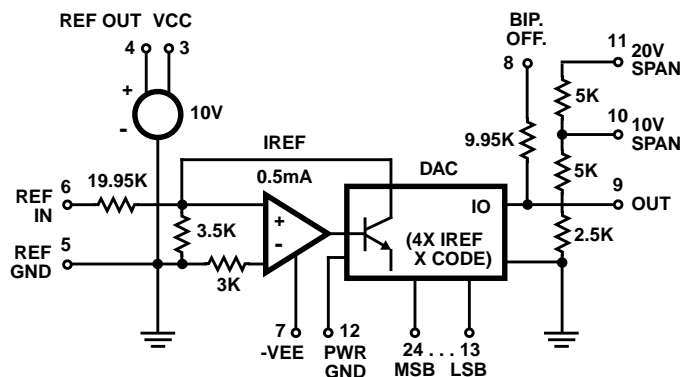 REF OUT VCC
4 3
+
-
10V
BIP.
OFF.
8
11 20V
SPAN
5K
10 10V
SPAN
9.95K
5K
IREF
0.5mA
DAC
6
REF
IN
19.95K
+
-
3.5K
IO
(4X IREF
X CODE)
9
OUT
2.5K
5
REF
GND
3K
7
-VEE
12
PWR
GND
24 . . . 13
MSB LSB